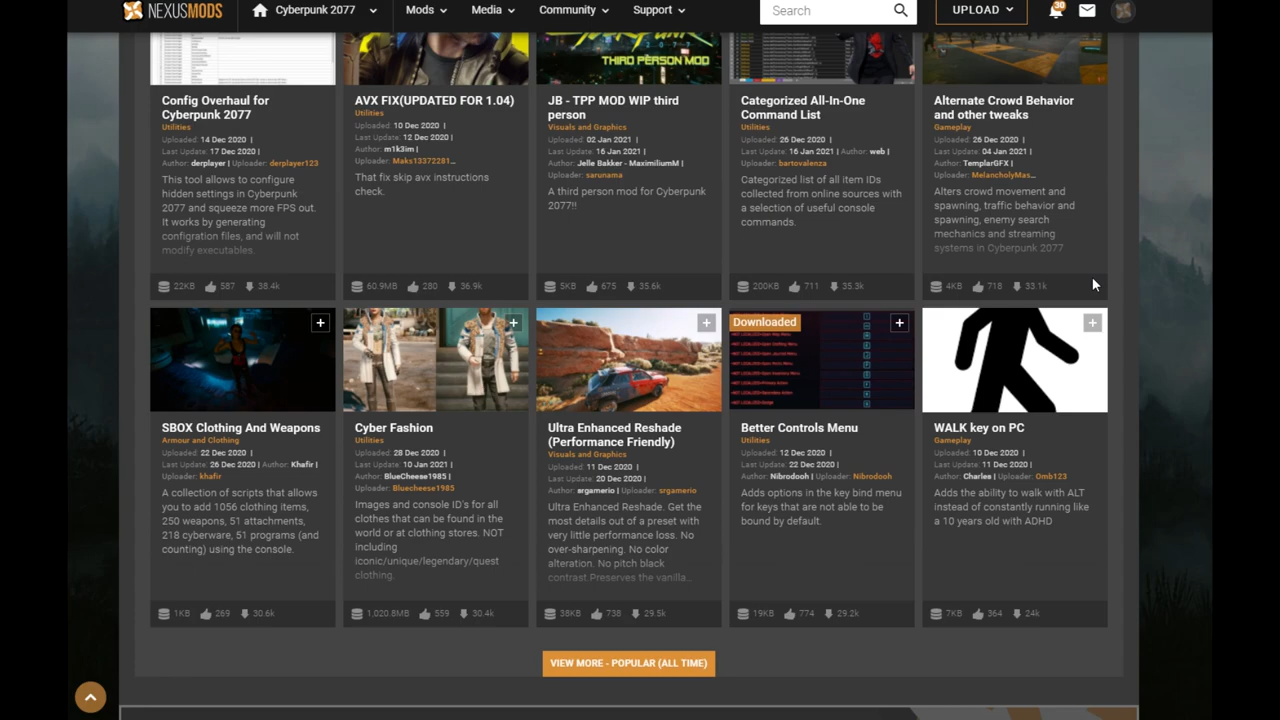 NEXUSMODS
Cyberpunk 2077
Mods
Media
Community
Support
Search
UPLOAD
30
THIRD PERSON MOD
Config Overhaul for
Cyberpunk 2077
Utilities
Uploaded: 14 Dec 2020 |
Last Update: 17 Dec 2020 |
Author: derplayer | Uploader: derplayer123
This tool allows to configure
hidden settings in Cyberpunk
2077 and squeeze more FPS out.
It works by generating
configration files, and will not
modify executables.
22KB 587 38.4k
AVX FIX(UPDATED FOR 1.04)
Utilities
Uploaded: 10 Dec 2020 |
Last Update: 12 Dec 2020 |
Author: m1k3im |
Uploader: Maks13372281...
That fix skip avx instructions
check.
60.9MB 280 36.9k
JB - TPP MOD WIP third
person
Visuals and Graphics
Uploaded: 02 Jan 2021 |
Last Update: 16 Jan 2021 |
Author: Jelle Bakker - MaximiliumM |
Uploader: sarunama
A third person mod for Cyberpunk
2077!!
5KB 675 35.6k
Categorized All-In-One
Command List
Utilities
Uploaded: 26 Dec 2020 |
Last Update: 16 Jan 2021 | Author: web |
Uploader: bartovalenza
Categorized list of all item IDs
collected from online sources with
a selection of useful console
commands.
200KB 711 35.3k
Alternate Crowd Behavior
and other tweaks
Gameplay
Uploaded: 26 Dec 2020 |
Last Update: 04 Jan 2021 |
Author: TemplarGFX |
Uploader: MelancholyMas...
Alters crowd movement and
spawning, traffic behavior and
spawning, enemy search
mechanics and streaming
systems in Cyberpunk 2077
4KB 718 33.1k
SBOX Clothing And Weapons
Armour and Clothing
Uploaded: 22 Dec 2020 |
Last Update: 26 Dec 2020 | Author: Khafir |
Uploader: khafir
A collection of scripts that allows
you to add 1056 clothing items,
250 weapons, 51 attachments,
218 cyberware, 51 programs (and
counting) using the console.
1KB 269 30.6k
Cyber Fashion
Utilities
Uploaded: 28 Dec 2020 |
Last Update: 10 Jan 2021 |
Author: BlueCheese1985 |
Uploader: Bluecheese1985
Images and console ID's for all
clothes that can be found in the
world or at clothing stores. NOT
including
iconic/unique/legendary/quest
clothing.
1,020.8MB 559 30.4k
Ultra Enhanced Reshade
(Performance Friendly)
Visuals and Graphics
Uploaded: 11 Dec 2020 |
Last Update: 20 Dec 2020 |
Author: srgamerio | Uploader: srgamerio
Ultra Enhanced Reshade. Get the
most details out of a preset with
very little performance loss. No
over-sharpening. No color
alteration. No pitch black
contrast.Preserves the vanilla...
38KB 738 29.5k
Downloaded
Better Controls Menu
Utilities
Uploaded: 12 Dec 2020 |
Last Update: 22 Dec 2020 |
Author: Nibrodooh | Uploader: Nibrodooh
Adds options in the key bind menu
for keys that are not able to be
bound by default.
19KB 774 29.2k
WALK key on PC
Gameplay
Uploaded: 10 Dec 2020 |
Last Update: 11 Dec 2020 |
Author: Charles | Uploader: Omb123
Adds the ability to walk with ALT
instead of constantly running like
a 10 years old with ADHD
7KB 364 24k
VIEW MORE - POPULAR (ALL TIME)